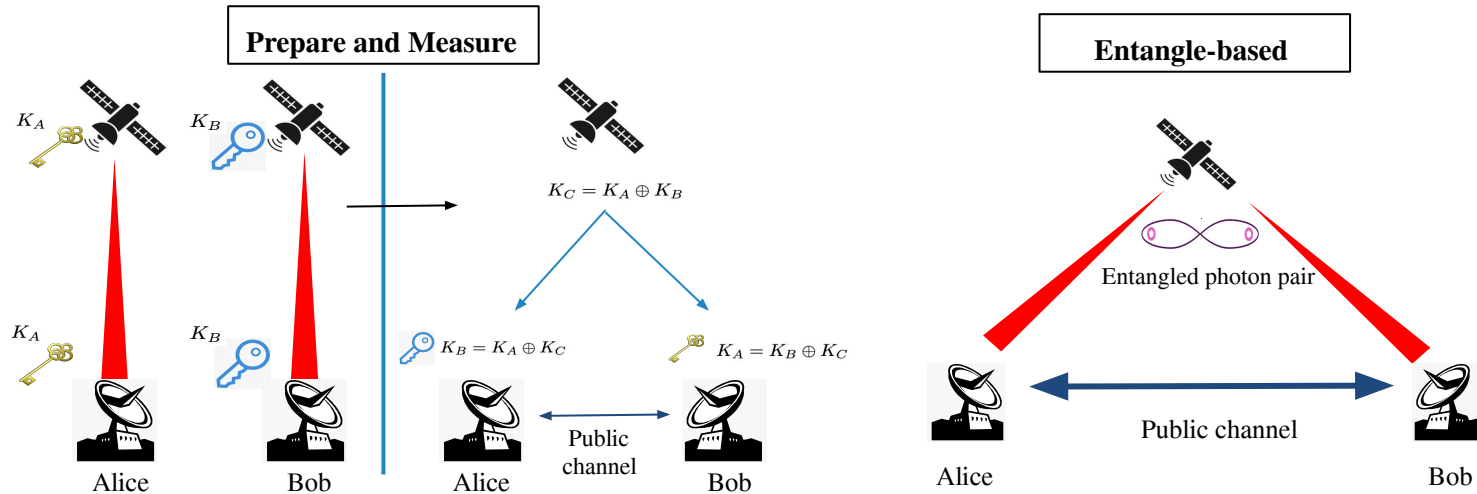 Prepare and Measure
K_A
K_B
K_C = K_A ⊕ K_B
K_A
K_B
K_B = K_A ⊕ K_C
K_A = K_B ⊕ K_C
Public
channel
Alice
Bob
Alice
Bob
Entangle-based
Entangled photon pair
Public channel
Alice
Bob